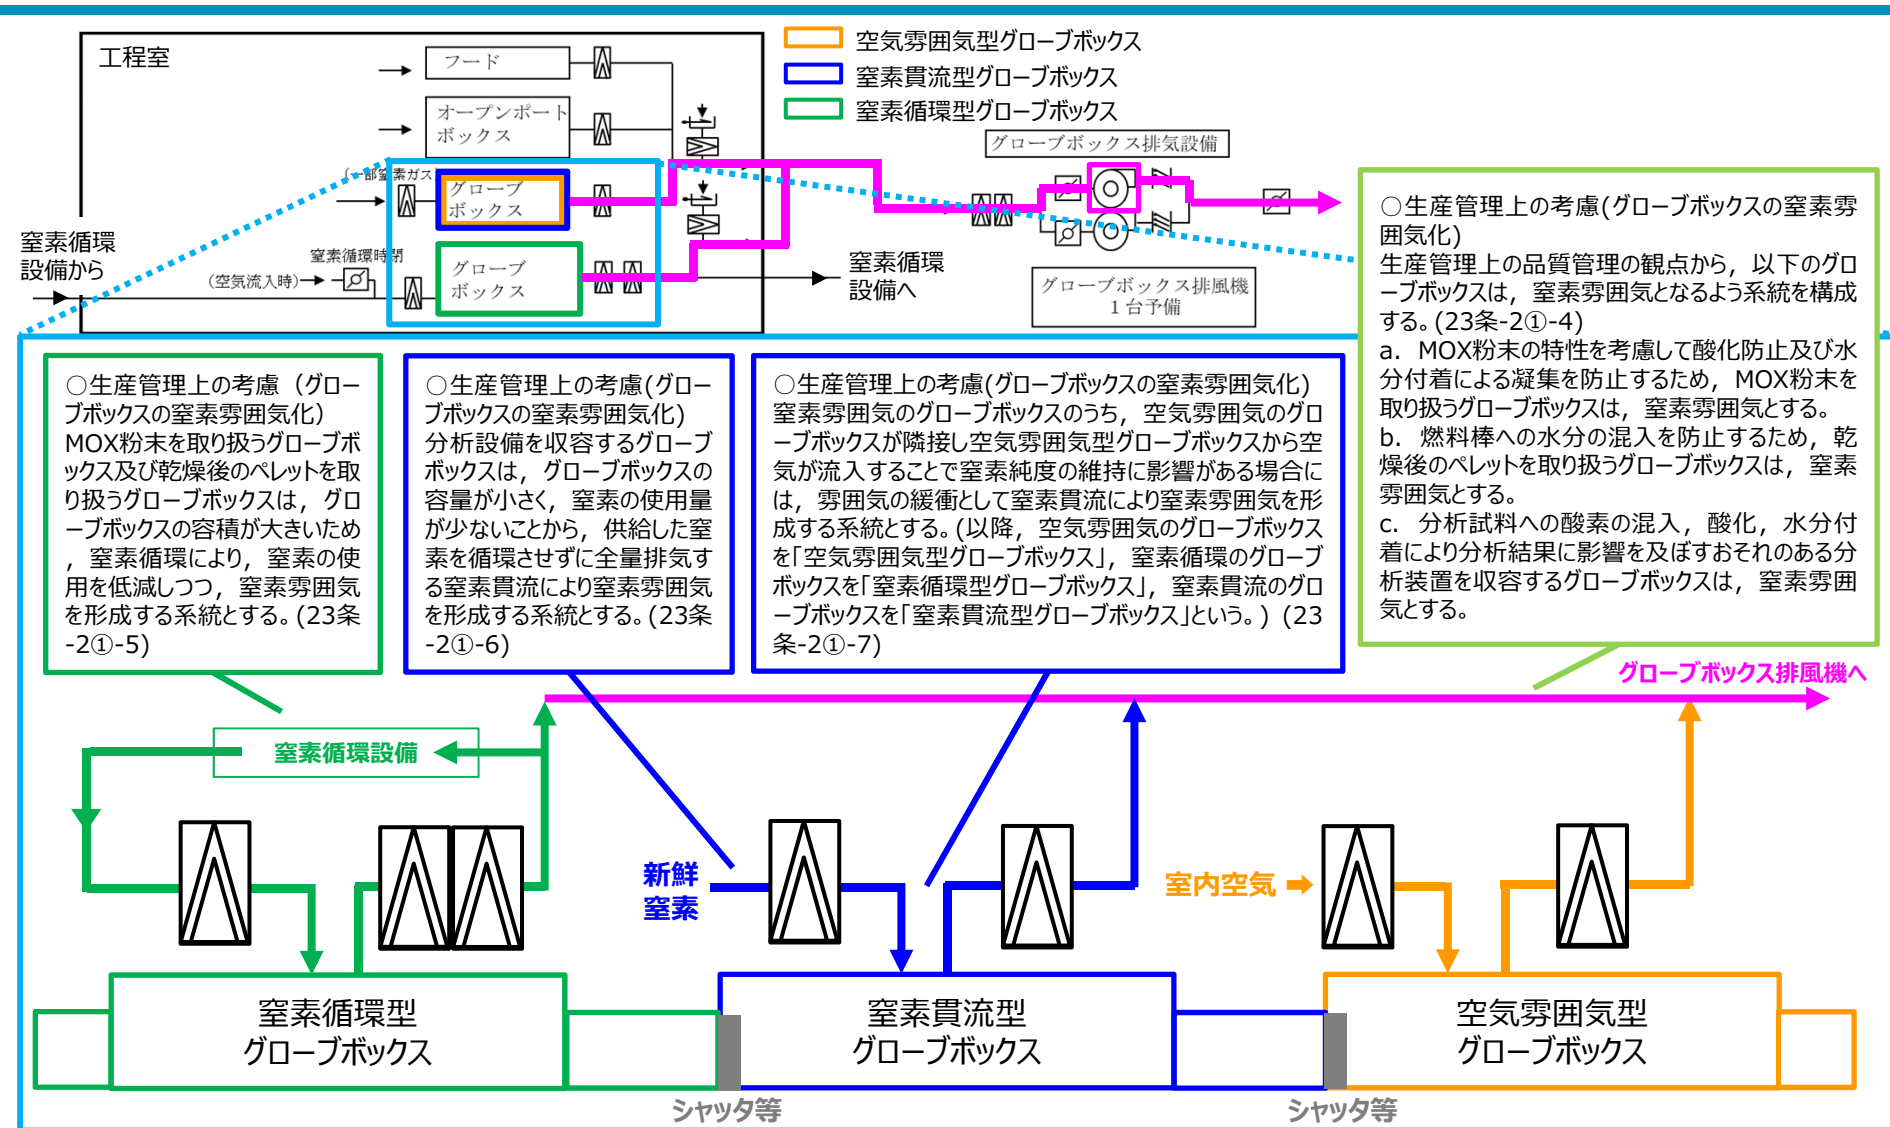 工程室
フード
オープンポート
ボックス
(一部窒素ガス
グローブ
ボックス
窒素循環
設備から
窒素循環時閉
(空気流入時)
グローブ
ボックス
窒素循環
設備へ
空気雰囲気型グローブボックス
窒素貫流型グローブボックス
窒素循環型グローブボックス
グローブボックス排気設備
グローブボックス排風機
1台予備
○生産管理上の考慮(グローブボックスの窒素雰
囲気化)
生産管理上の品質管理の観点から，以下のグロ
ーブボックスは，窒素雰囲気となるよう系統を構成
する。(23条-2①-4)
a. MOX粉末の特性を考慮して酸化防止及び水
分付着による凝集を防止するため，MOX粉末を
取り扱うグローブボックスは，窒素雰囲気とする。
b. 燃料棒への水分の混入を防止するため，乾
燥後のペレットを取り扱うグローブボックスは，窒素
雰囲気とする。
c. 分析試料への酸素の混入，酸化，水分付
着により分析結果に影響を及ぼすおそれのある分
析装置を収容するグローブボックスは，窒素雰囲
気とする。
○生産管理上の考慮（グロー
ブボックスの窒素雰囲気化）
MOX粉末を取り扱うグローブボ
ックス及び乾燥後のペレットを取
り扱うグローブボックスは，グロ
ーブボックスの容積が大きいため
，窒素循環により，窒素の使
用を低減しつつ，窒素雰囲気
を形成する系統とする。(23条
-2①-5)
○生産管理上の考慮(グロー
ブボックスの窒素雰囲気化)
分析設備を収容するグローブ
ボックスは，グローブボックスの
容量が小さく，窒素の使用量
が少ないことから，供給した窒
素を循環させずに全量排気す
る窒素貫流により窒素雰囲気
を形成する系統とする。(23条
-2①-6)
○生産管理上の考慮(グローブボックスの窒素雰囲気化)
窒素雰囲気のグローブボックスのうち，空気雰囲気のグロ
ーブボックスが隣接し空気雰囲気型グローブボックスから空
気が流入することで窒素純度の維持に影響がある場合に
は，雰囲気の緩衝として窒素貫流により窒素雰囲気を形
成する系統とする。(以降，空気雰囲気のグローブボックス
を「空気雰囲気型グローブボックス」，窒素循環のグローブ
ボックスを「窒素循環型グローブボックス」，窒素貫流のグロ
ーブボックスを「窒素貫流型グローブボックス」という。) (23
条-2①-7)
グローブボックス排風機へ
窒素循環設備
新鮮
窒素
室内空気
窒素循環型
グローブボックス
窒素貫流型
グローブボックス
空気雰囲気型
グローブボックス
シャッタ等
シャッタ等